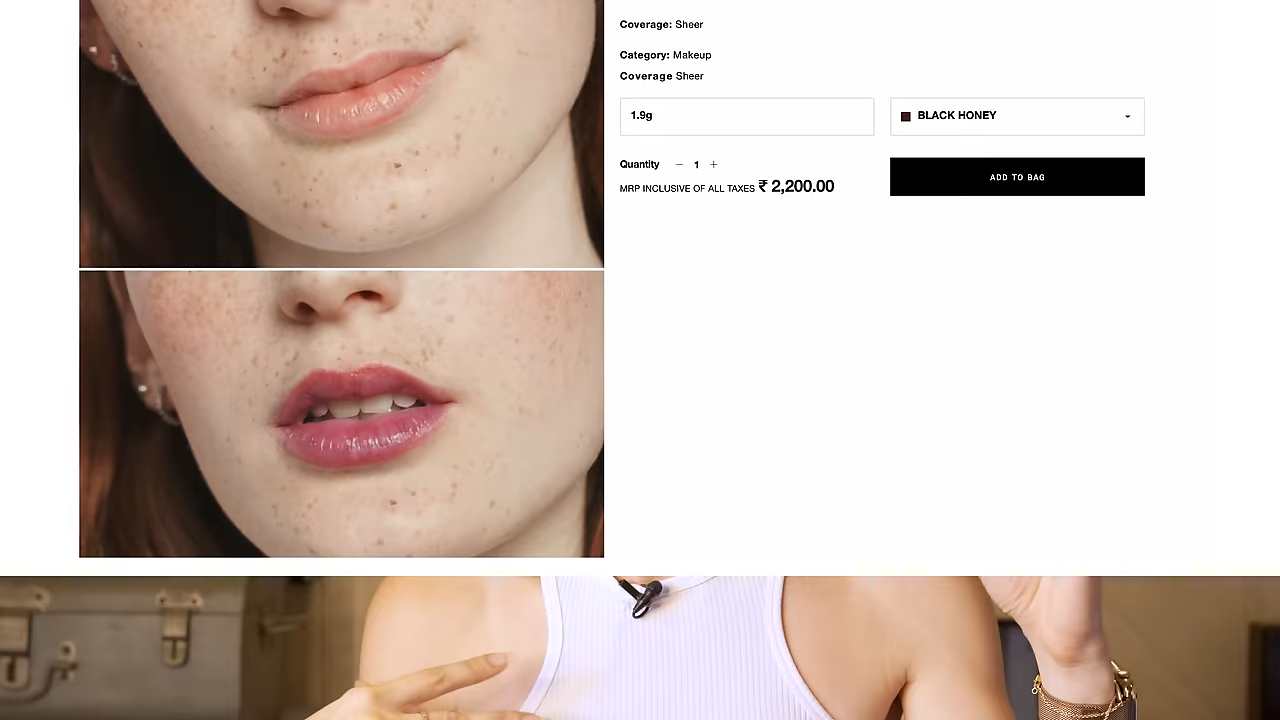 Coverage: Sheer
Category: Makeup
Coverage Sheer
1.9g
BLACK HONEY
Quantity − 1 +
ADD TO BAG
MRP INCLUSIVE OF ALL TAXES ₹ 2,200.00